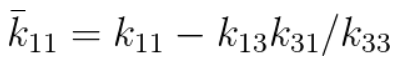 k̄₁₁ = k₁₁ − k₁₃k₃₁/k₃₃